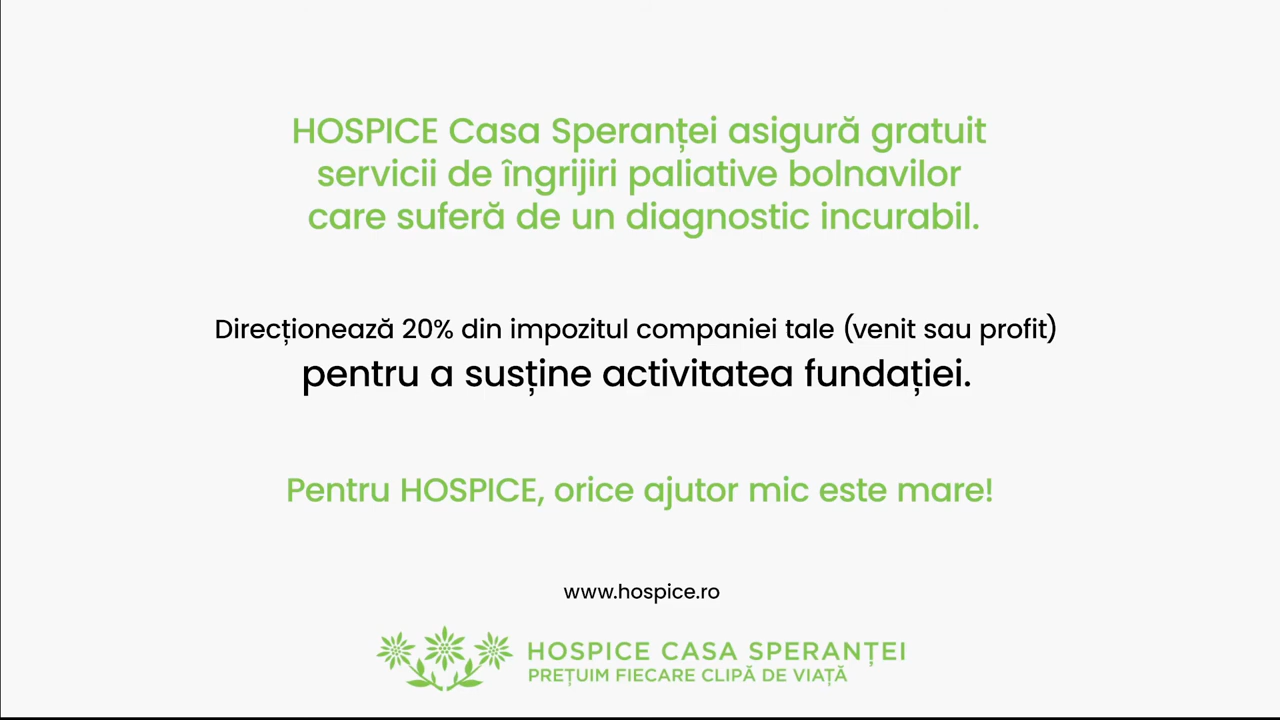 HOSPICE Casa Speranței asigură gratuit
servicii de îngrijiri paliative bolnavilor
care suferă de un diagnostic incurabil.
Direcționează 20% din impozitul companiei tale (venit sau profit)
pentru a susține activitatea fundației.
Pentru HOSPICE, orice ajutor mic este mare!
www.hospice.ro
HOSPICE CASA SPERANȚEI
PREȚUIM FIECARE CLIPĂ DE VIAȚĂ